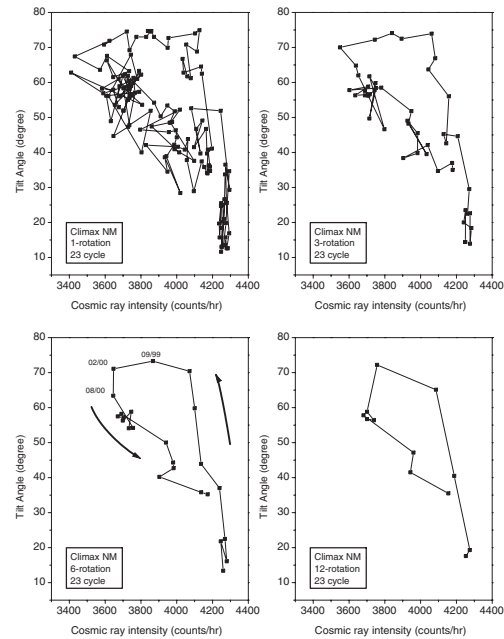 80
70
60
50
40
30
20
10
Tilt Angle (degree)
Climax NM
1-rotation
23 cycle
3400 3600 3800 4000 4200 4400
Cosmic ray intensity (counts/hr)
80
70
60
50
40
30
20
10
Tilt Angle (degree)
Climax NM
3-rotation
23 cycle
3400 3600 3800 4000 4200 4400
Cosmic ray intensity (counts/hr)
80
70
60
50
40
30
20
10
Tilt Angle (degree)
09/99
02/00
08/00
Climax NM
6-rotation
23 cycle
3400 3600 3800 4000 4200 4400
Cosmic ray intensity (counts/hr)
80
70
60
50
40
30
20
10
Tilt Angle (degree)
Climax NM
12-rotation
23 cycle
3400 3600 3800 4000 4200 4400
Cosmic ray intensity (counts/hr)